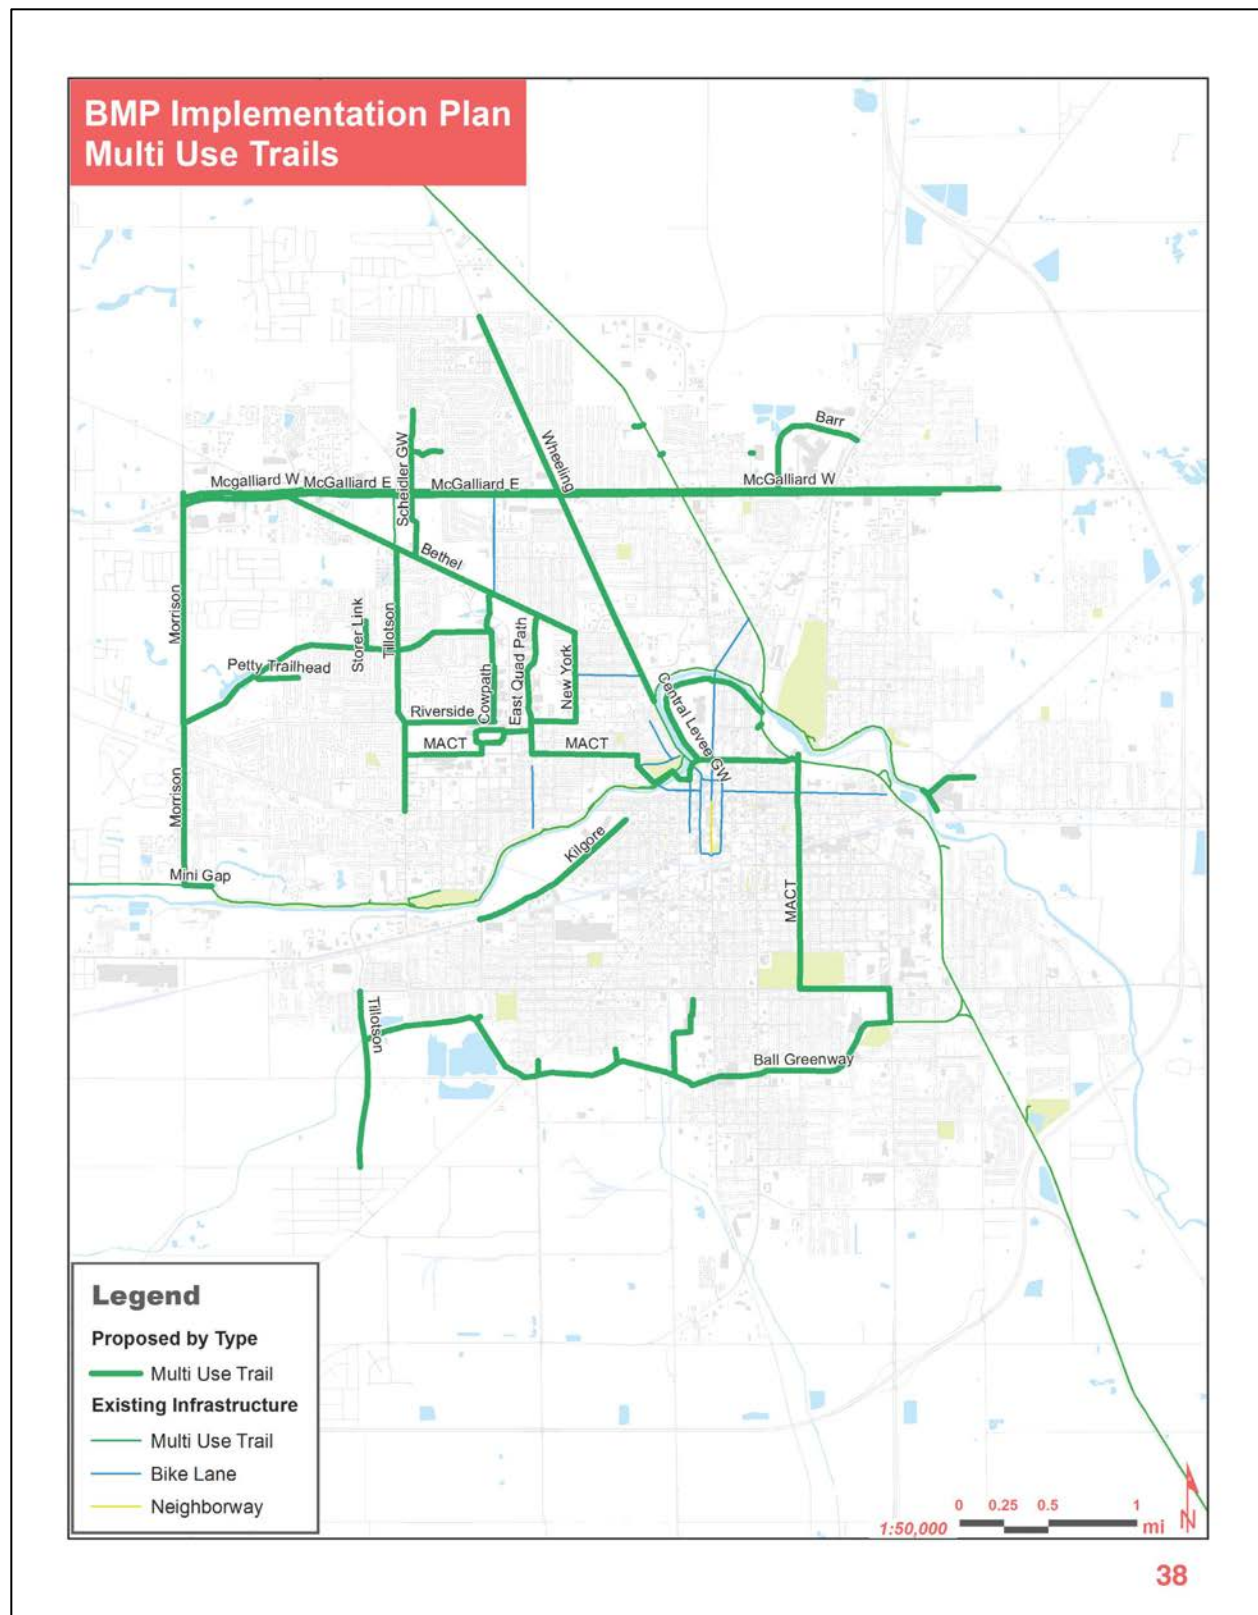 BMP Implementation Plan
Multi Use Trails
Barr
Wheeling
Scheidler GW
Mcgalliard W
McGalliard E
McGalliard E
McGalliard W
Bethel
Morrison
Storer Link
Tillotson
Petty Trailhead
Cowpath
East Quad Path
New York
Riverside
Central Levee GW
MACT
MACT
Morrison
Kilgore
Mini Gap
MACT
Tillotson
Ball Greenway
Legend
Proposed by Type
Multi Use Trail
Existing Infrastructure
Multi Use Trail
Bike Lane
Neighborway
0 0.25 0.5 1
1:50,000 mi N
38